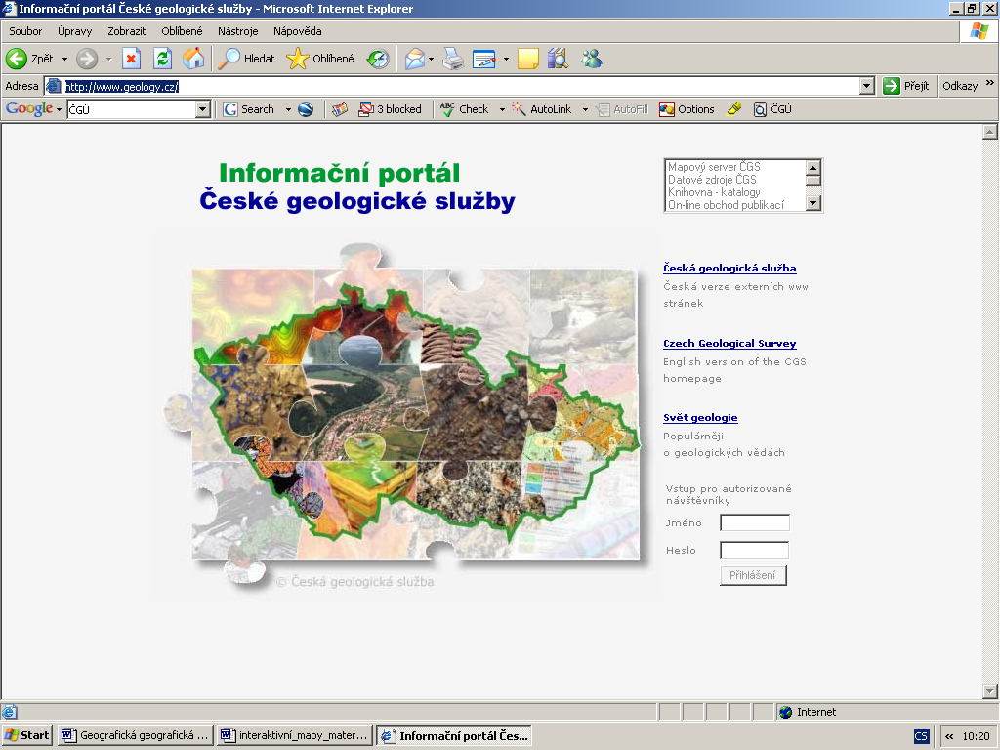 Informační portál České geologické služby - Microsoft Internet Explorer
Soubor Úpravy Zobrazit Oblíbené Nástroje Nápověda
Zpět Hledat Oblíbené
Adresa http://www.geology.cz/ Přejít Odkazy »
Google ČGÚ Search 3 blocked Check AutoLink AutoFill Options ČGÚ
Informační portál
České geologické služby
Mapový server ČGS
Datové zdroje ČGS
Knihovna - katalogy
On-line obchod publikací
Česká geologická služba
Česká verze externích www
stránek
Czech Geological Survey
English version of the CGS
homepage
Svět geologie
Populárněji
o geologických vědách
Vstup pro autorizované
návštěvníky
Jméno
Heslo
Přihlášení
© Česká geologická služba
Internet
Start Geografická geografická ... interaktivní_mapy_mater... Informační portál Čes... CS « 10:20